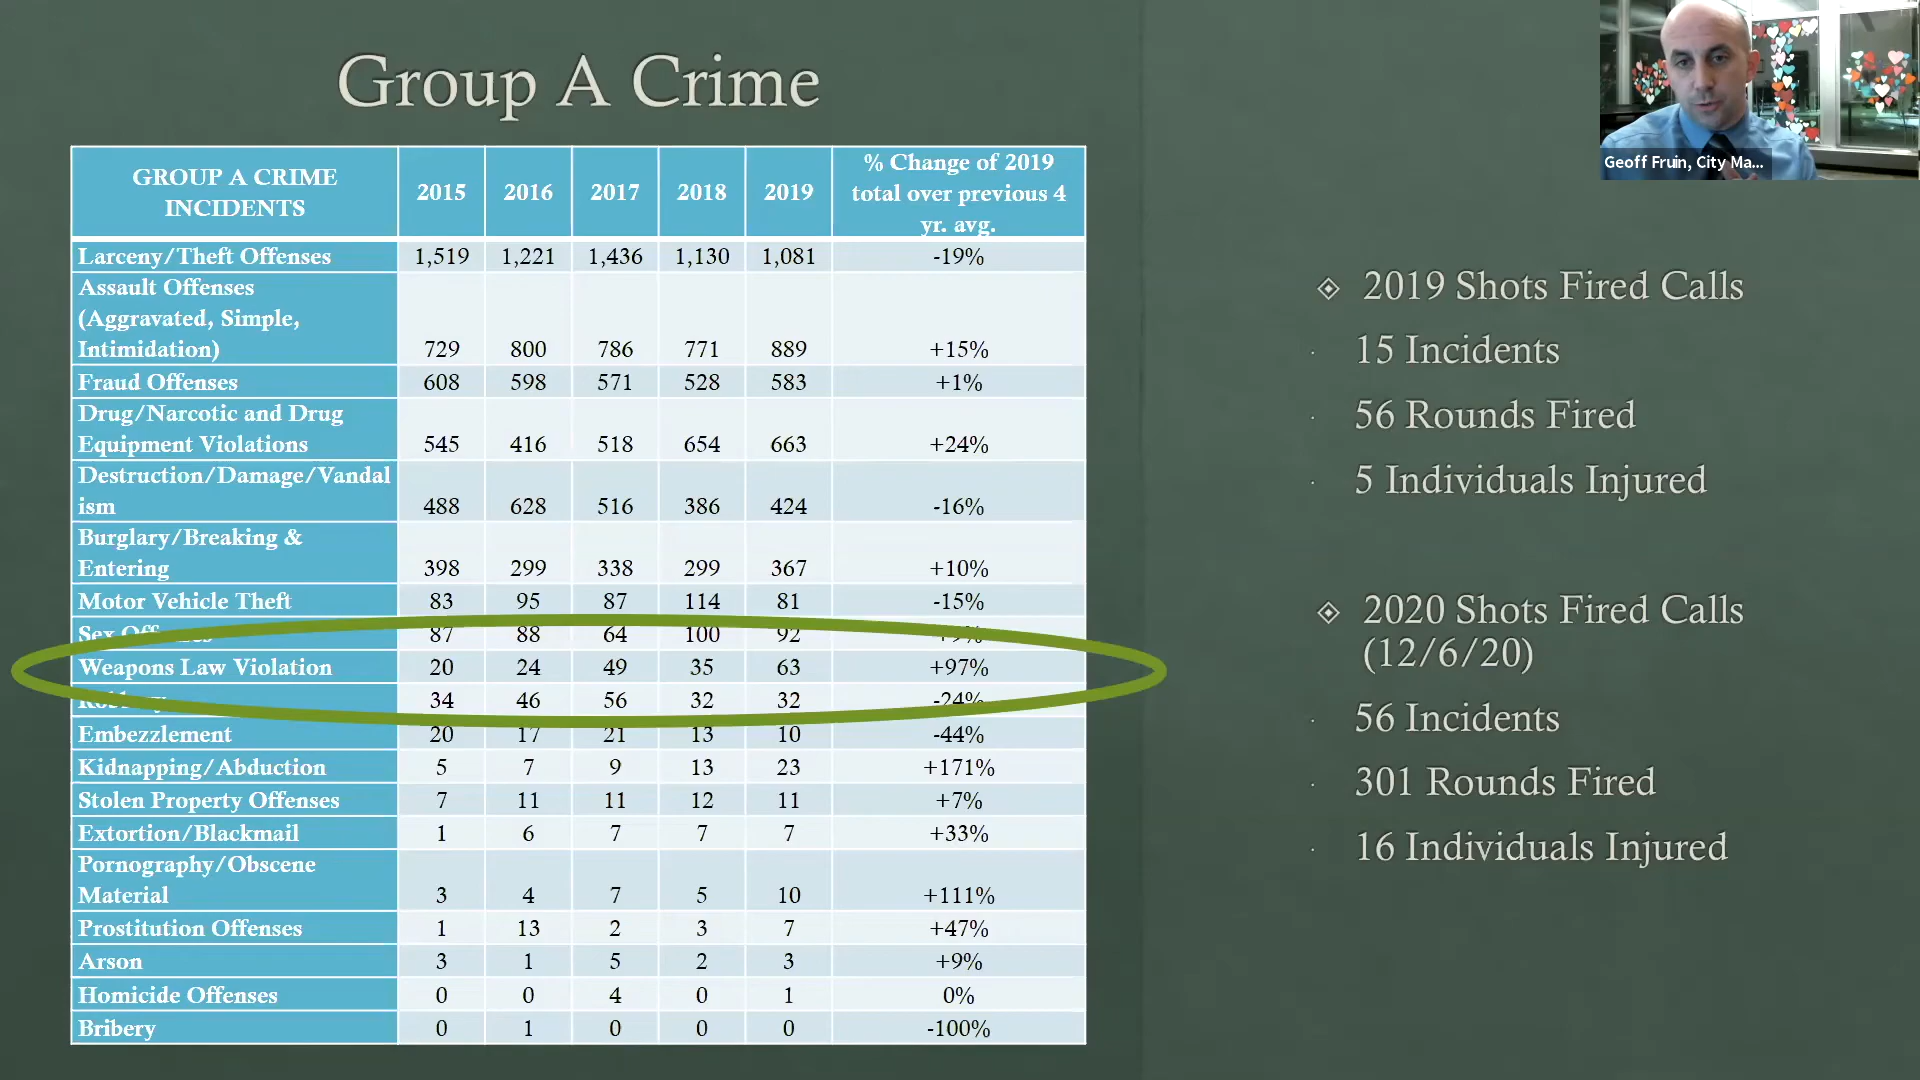 Group A Crime
Geoff Fruin, City Ma...
GROUP A CRIME INCIDENTS 2015 2016 2017 2018 2019 % Change of 2019 total over previous 4 yr. avg.
Larceny/Theft Offenses 1,519 1,221 1,436 1,130 1,081 -19%
Assault Offenses
(Aggravated, Simple,
Intimidation) 729 800 786 771 889 +15%
Fraud Offenses 608 598 571 528 583 +1%
Drug/Narcotic and Drug
Equipment Violations 545 416 518 654 663 +24%
Destruction/Damage/Vandal
ism 488 628 516 386 424 -16%
Burglary/Breaking &
Entering 398 299 338 299 367 +10%
Motor Vehicle Theft 83 95 87 114 81 -15%
Sex Offenses 87 88 64 100 92 +9%
Weapons Law Violation 20 24 49 35 63 +97%
Robbery 34 46 56 32 32 -24%
Embezzlement 20 17 21 13 10 -44%
Kidnapping/Abduction 5 7 9 13 23 +171%
Stolen Property Offenses 7 11 11 12 11 +7%
Extortion/Blackmail 1 6 7 7 7 +33%
Pornography/Obscene
Material 3 4 7 5 10 +111%
Prostitution Offenses 1 13 2 3 7 +47%
Arson 3 1 5 2 3 +9%
Homicide Offenses 0 0 4 0 1 0%
Bribery 0 1 0 0 0 -100%
2019 Shots Fired Calls
15 Incidents
56 Rounds Fired
5 Individuals Injured
2020 Shots Fired Calls
(12/6/20)
56 Incidents
301 Rounds Fired
16 Individuals Injured